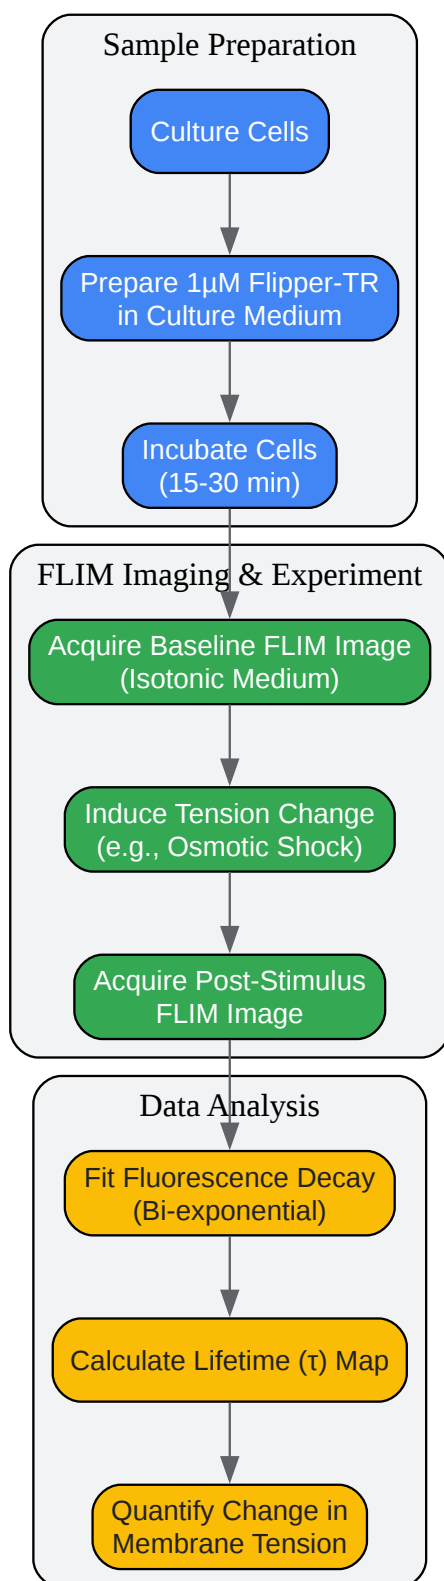 Sample Preparation
Culture Cells
Prepare 1µM Flipper-TR
in Culture Medium
Incubate Cells
(15-30 min)
FLIM Imaging & Experiment
Acquire Baseline FLIM Image
(Isotonic Medium)
Induce Tension Change
(e.g., Osmotic Shock)
Acquire Post-Stimulus
FLIM Image
Data Analysis
Fit Fluorescence Decay
(Bi-exponential)
Calculate Lifetime (τ) Map
Quantify Change in
Membrane Tension